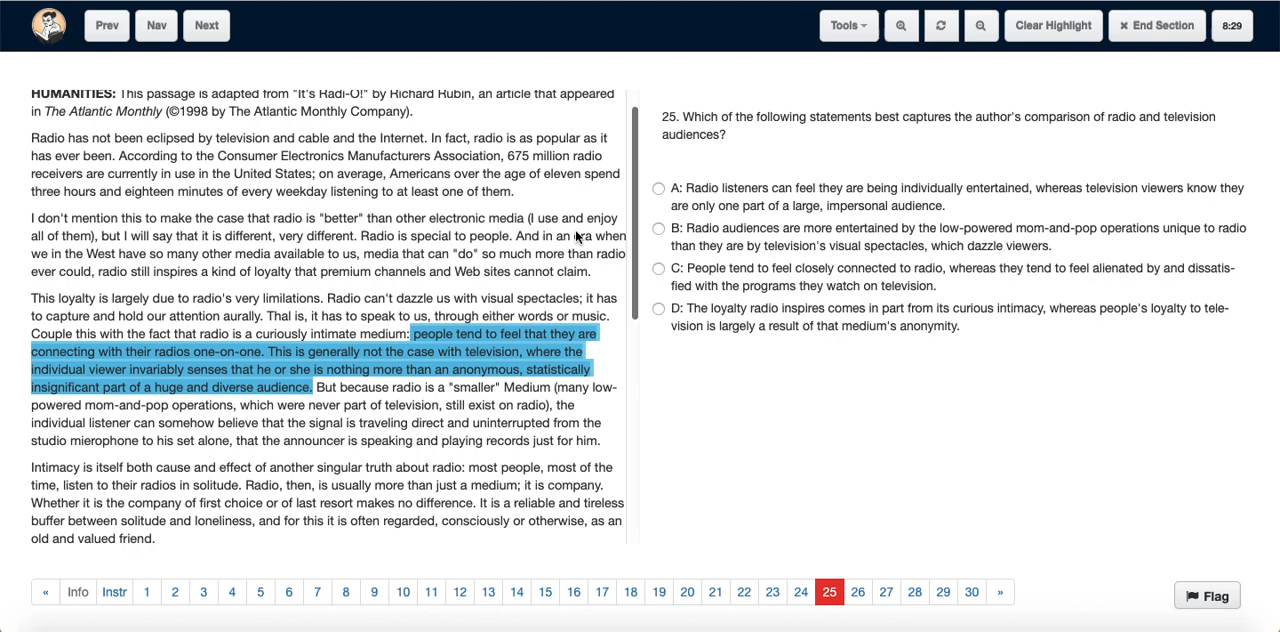 Prev
Nav
Next
Tools
Clear Highlight
✖ End Section
8:29
HUMANITIES: This passage is adapted from "It's Radi-O!" by Richard Rubin, an article that appeared
in The Atlantic Monthly (©1998 by The Atlantic Monthly Company).
Radio has not been eclipsed by television and cable and the Internet. In fact, radio is as popular as it
has ever been. According to the Consumer Electronics Manufacturers Association, 675 million radio
receivers are currently in use in the United States; on average, Americans over the age of eleven spend
three hours and eighteen minutes of every weekday listening to at least one of them.
I don't mention this to make the case that radio is "better" than other electronic media (I use and enjoy
all of them), but I will say that it is different, very different. Radio is special to people. And in an era when
we in the West have so many other media available to us, media that can "do" so much more than radio
ever could, radio still inspires a kind of loyalty that premium channels and Web sites cannot claim.
This loyalty is largely due to radio's very limitations. Radio can't dazzle us with visual spectacles; it has
to capture and hold our attention aurally. Thal is, it has to speak to us, through either words or music.
Couple this with the fact that radio is a curiously intimate medium: people tend to feel that they are
connecting with their radios one-on-one. This is generally not the case with television, where the
individual viewer invariably senses that he or she is nothing more than an anonymous, statistically
insignificant part of a huge and diverse audience. But because radio is a "smaller" Medium (many low-
powered mom-and-pop operations, which were never part of television, still exist on radio), the
individual listener can somehow believe that the signal is traveling direct and uninterrupted from the
studio mierophone to his set alone, that the announcer is speaking and playing records just for him.
Intimacy is itself both cause and effect of another singular truth about radio: most people, most of the
time, listen to their radios in solitude. Radio, then, is usually more than just a medium; it is company.
Whether it is the company of first choice or of last resort makes no difference. It is a reliable and tireless
buffer between solitude and loneliness, and for this it is often regarded, consciously or otherwise, as an
old and valued friend.
25. Which of the following statements best captures the author's comparison of radio and television
audiences?
A: Radio listeners can feel they are being individually entertained, whereas television viewers know they
are only one part of a large, impersonal audience.
B: Radio audiences are more entertained by the low-powered mom-and-pop operations unique to radio
than they are by television's visual spectacles, which dazzle viewers.
C: People tend to feel closely connected to radio, whereas they tend to feel alienated by and dissatis-
fied with the programs they watch on television.
D: The loyalty radio inspires comes in part from its curious intimacy, whereas people's loyalty to tele-
vision is largely a result of that medium's anonymity.
« Info Instr 1 2 3 4 5 6 7 8 9 10 11 12 13 14 15 16 17 18 19 20 21 22 23 24 25 26 27 28 29 30 »
Flag